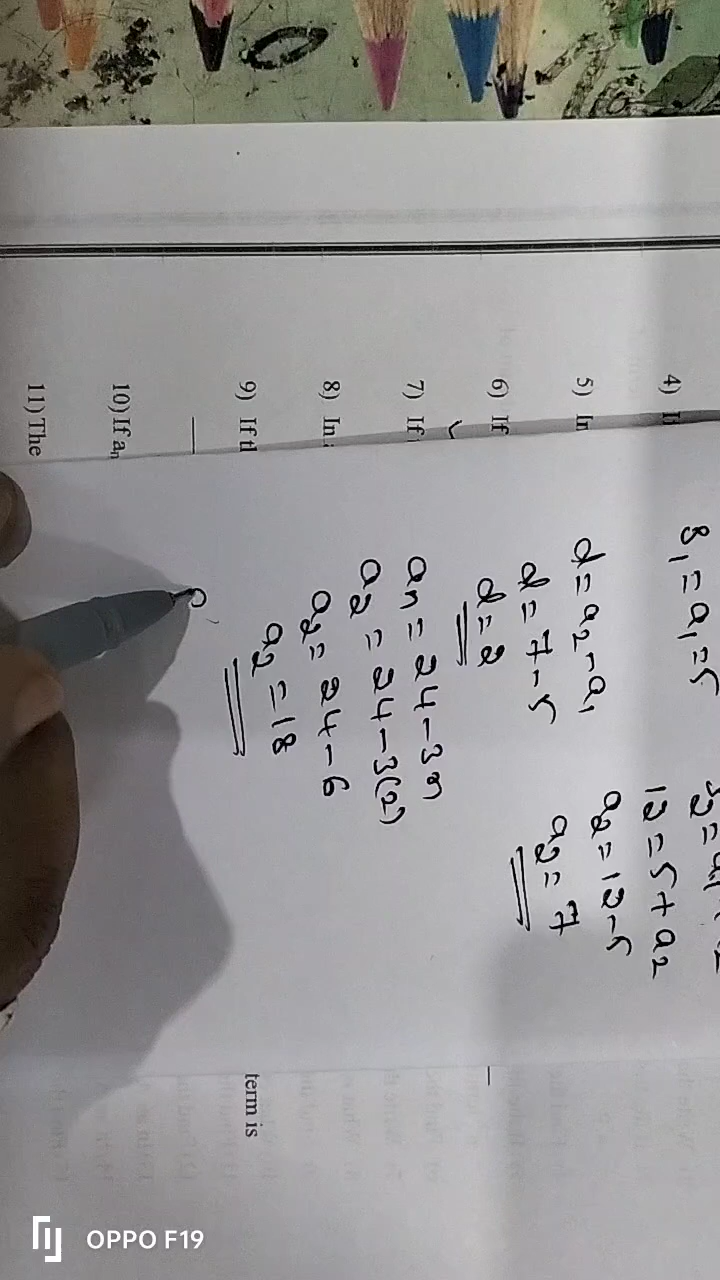 4)
5) In
6) If
7) If
8) In
9) If
10) If aₙ
11) The
term is
S₁ = a₁ = 5
12 = 5 + a₂
a₂ = 12 - 5
a₂ = 7
d = a₂ - a₁
d = 7 - 5
d = 2
an = 24 - 3n
a₂ = 24 - 3(2)
a₂ = 24 - 6
a₂ = 18
OPPO F19